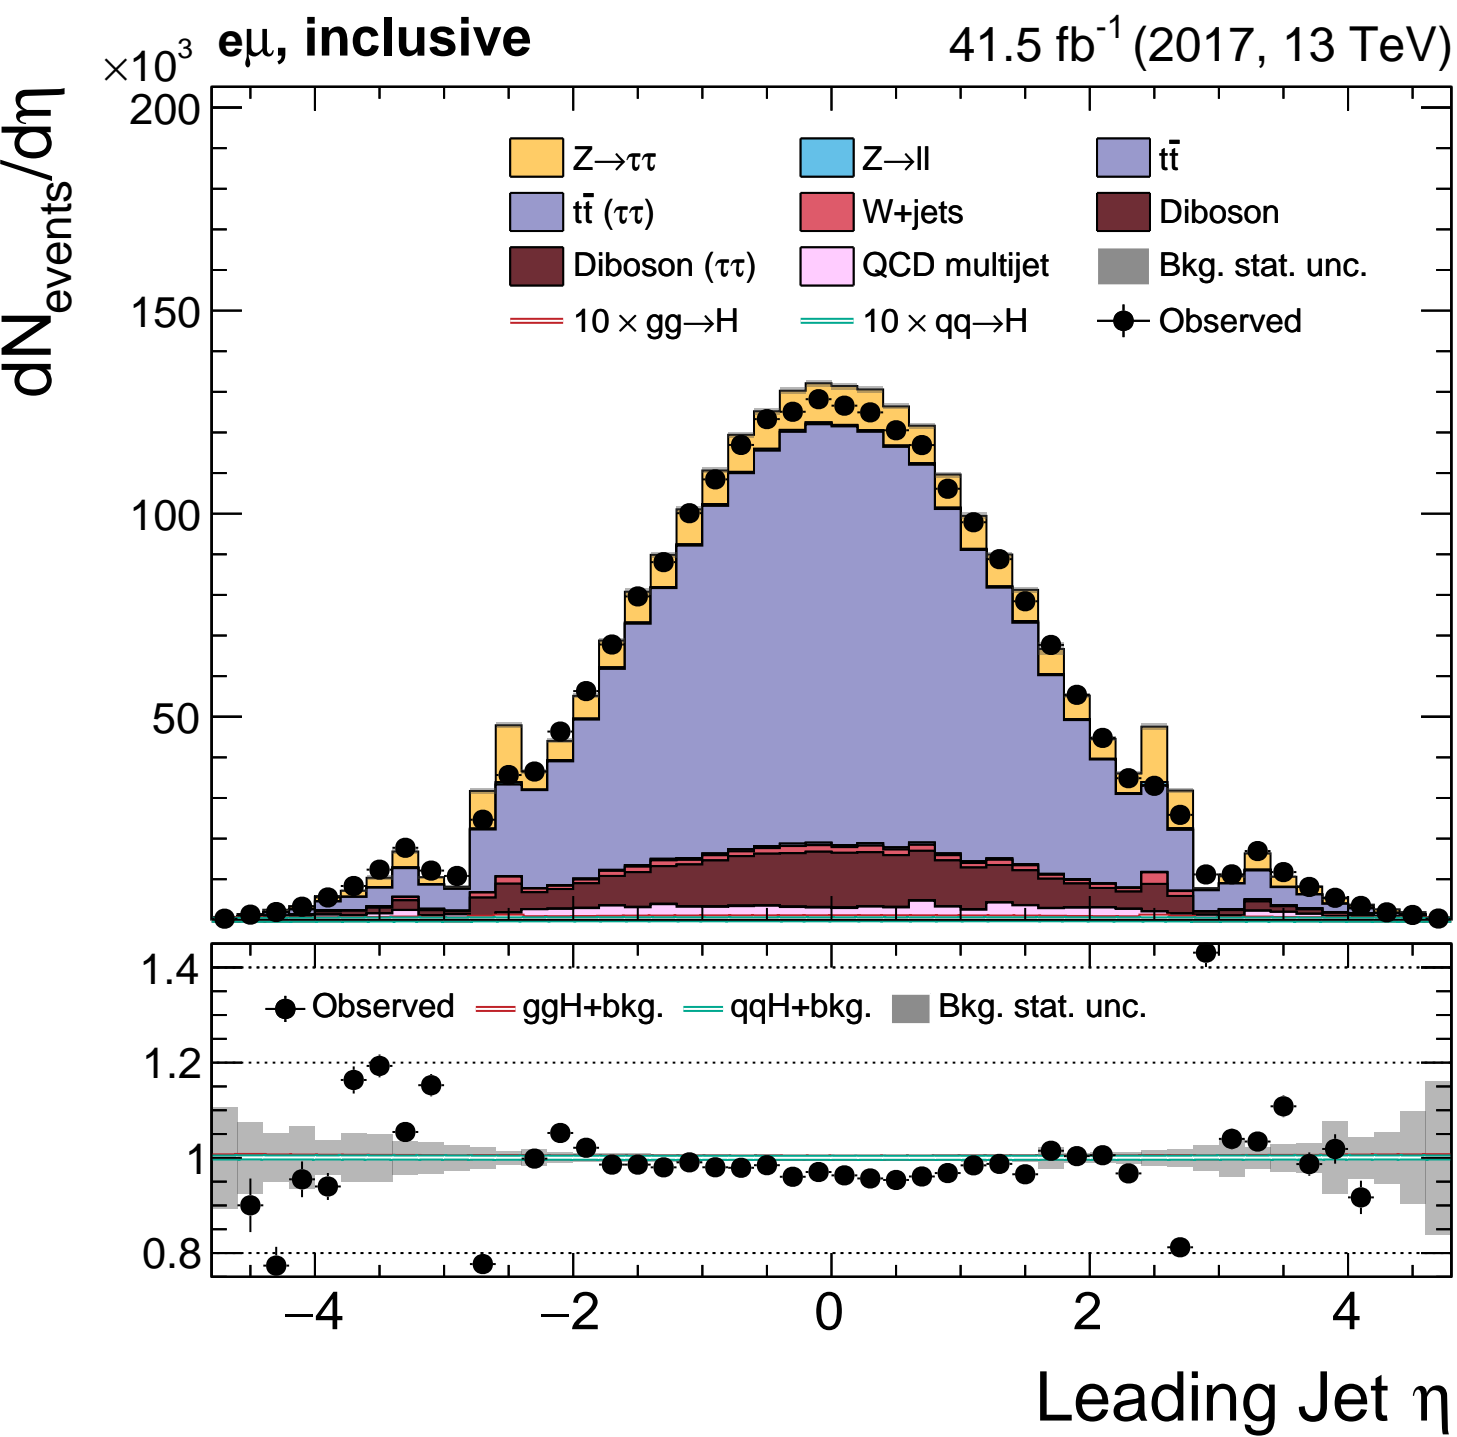 ×10³ eμ, inclusive 41.5 fb⁻¹ (2017, 13 TeV)
dN_events/dη
200
150
100
50
Z→ττ Z→ll tt̄
tt̄ (ττ) W+jets Diboson
Diboson (ττ) QCD multijet Bkg. stat. unc.
10 × gg→H 10 × qq→H Observed
1.4
1.2
1
0.8
Observed ggH+bkg. qqH+bkg. Bkg. stat. unc.
−4 −2 0 2 4
Leading Jet η